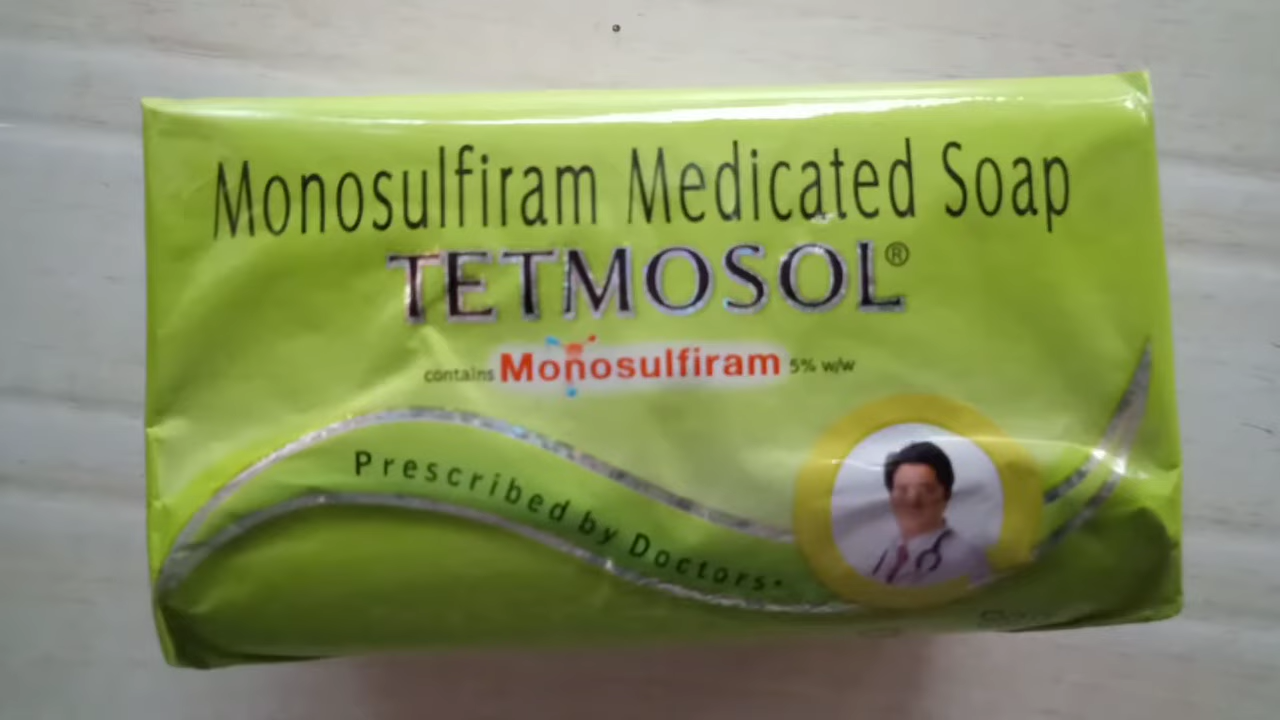 Monosulfiram Medicated Soap
TETMOSOL®
contains Monosulfiram 5% w/w
Prescribed by Doctors*